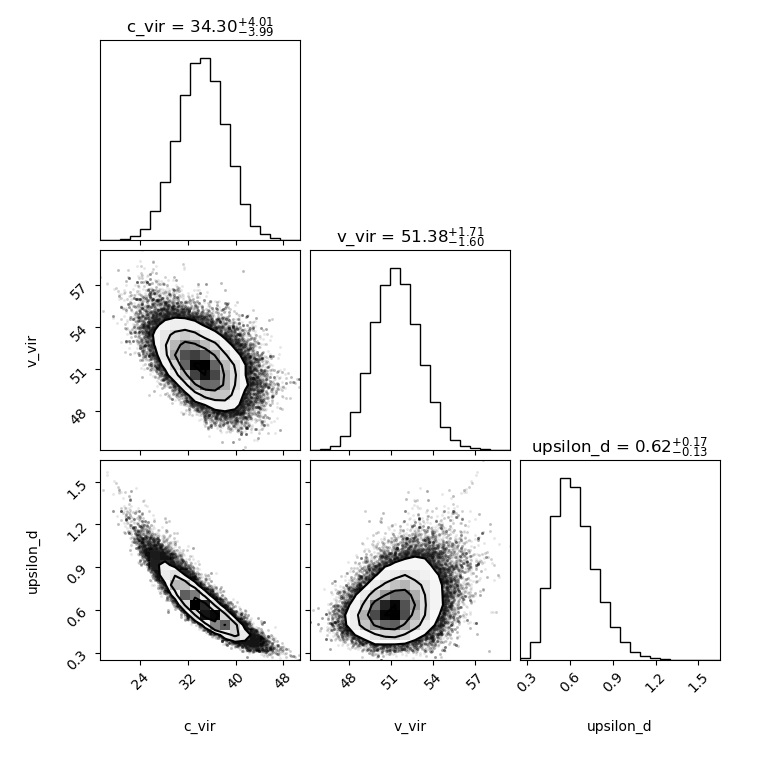 c_vir = 34.30+4.01−3.99
v_vir = 51.38+1.71−1.60
57
54
51
48
v_vir
upsilon_d = 0.62+0.17−0.13
1.5
1.2
0.9
0.6
0.3
upsilon_d
24 32 40 48
48 51 54 57
0.3 0.6 0.9 1.2 1.5
c_vir
v_vir
upsilon_d